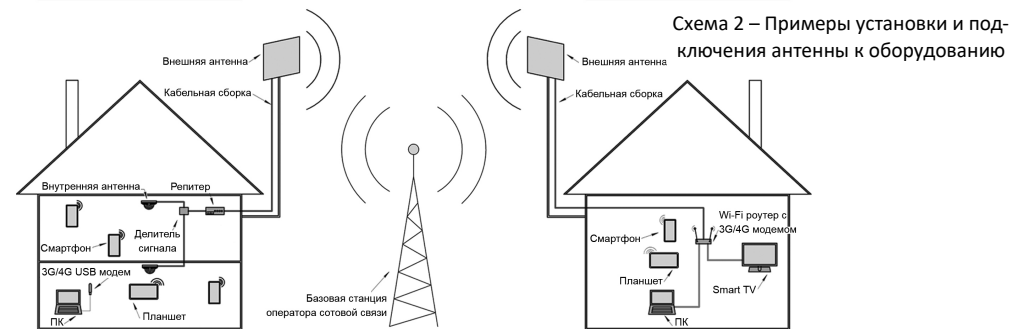 Схема 2 – Примеры установки и под-
ключения антенны к оборудованию
Внешняя антенна
Кабельная сборка
Внутренняя антенна
Репитер
Смартфон
Делитель
сигнала
3G/4G USB модем
ПК
Планшет
Базовая станция
оператора сотовой связи
Внешняя антенна
Кабельная сборка
Wi-Fi роутер с
3G/4G модемом
Смартфон
Планшет
Smart TV
ПК